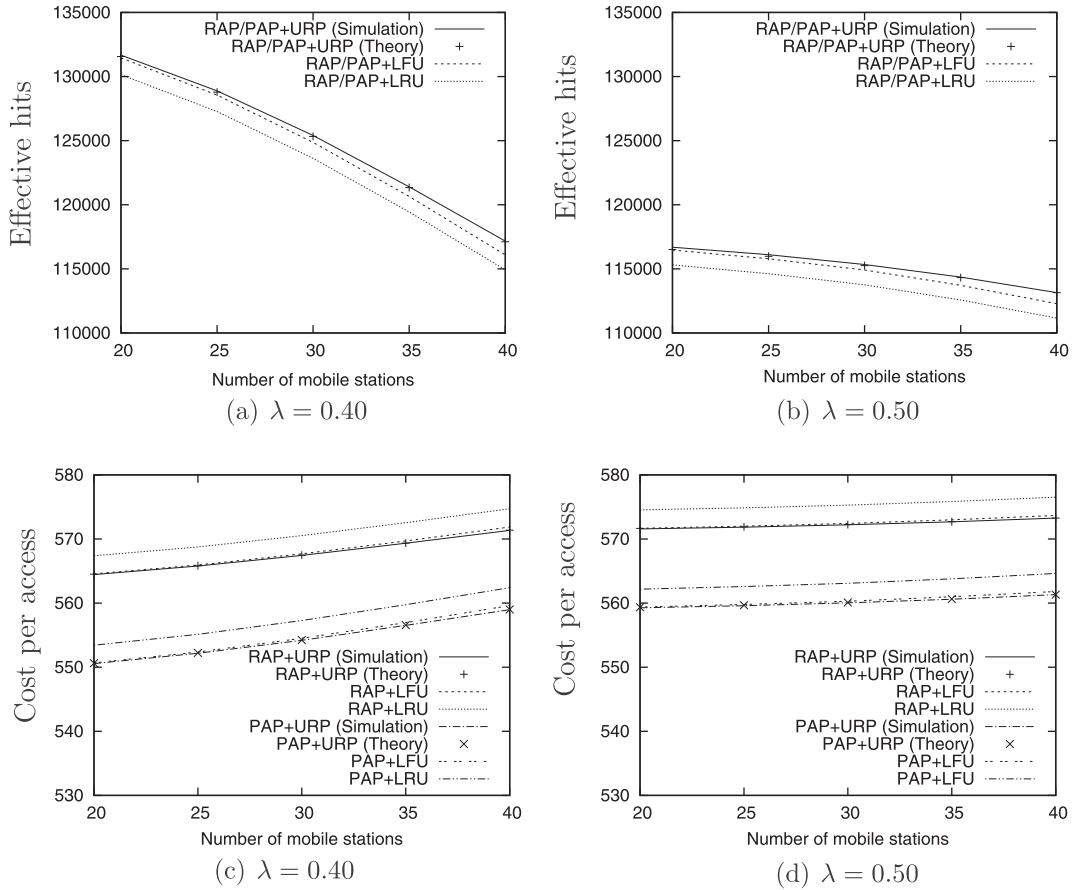 135000
130000
125000
120000
115000
110000
Effective hits
RAP/PAP+URP (Simulation)
RAP/PAP+URP (Theory)
RAP/PAP+LFU
RAP/PAP+LRU
20 25 30 35 40
Number of mobile stations
(a) λ = 0.40
135000
130000
125000
120000
115000
110000
Effective hits
RAP/PAP+URP (Simulation)
RAP/PAP+URP (Theory)
RAP/PAP+LFU
RAP/PAP+LRU
20 25 30 35 40
Number of mobile stations
(b) λ = 0.50
580
570
560
550
540
530
Cost per access
RAP+URP (Simulation)
RAP+URP (Theory)
RAP+LFU
RAP+LRU
PAP+URP (Simulation)
PAP+URP (Theory)
PAP+LFU
PAP+LRU
20 25 30 35 40
Number of mobile stations
(c) λ = 0.40
580
570
560
550
540
530
Cost per access
RAP+URP (Simulation)
RAP+URP (Theory)
RAP+LFU
RAP+LRU
PAP+URP (Simulation)
PAP+URP (Theory)
PAP+LFU
PAP+LFU
20 25 30 35 40
Number of mobile stations
(d) λ = 0.50